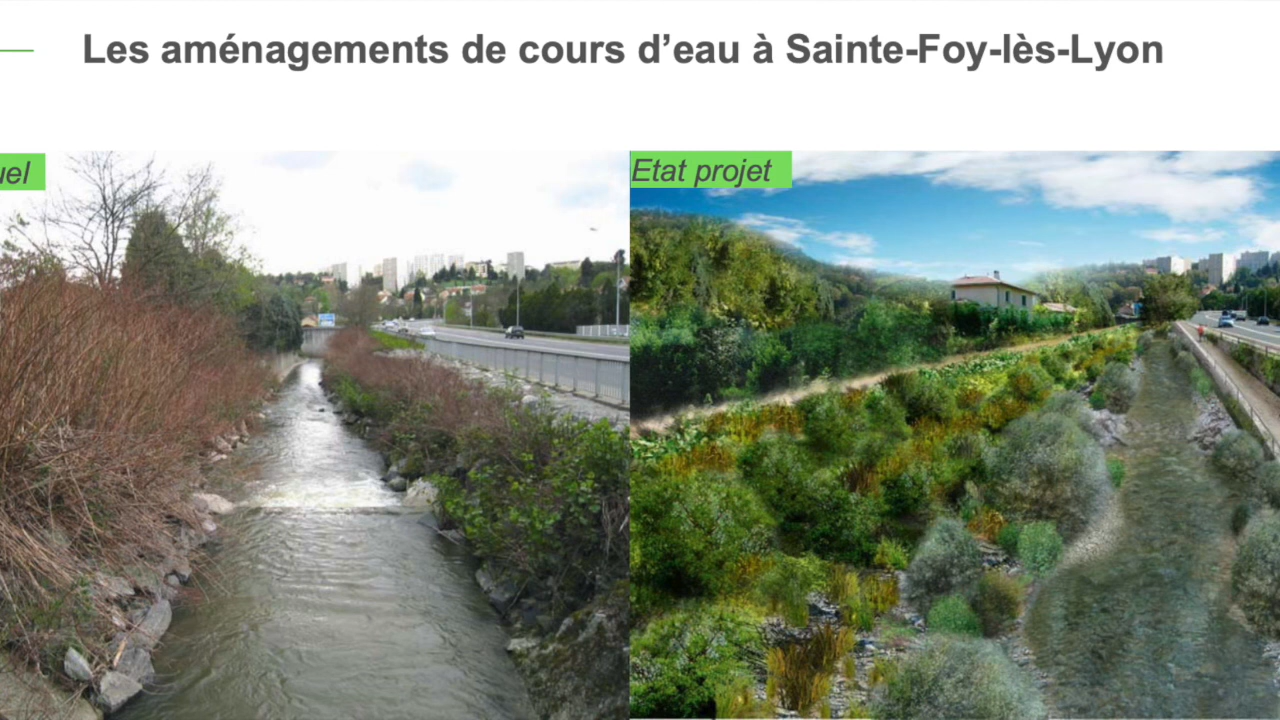 Les aménagements de cours d’eau à Sainte-Foy-lès-Lyon
uel
Etat projet